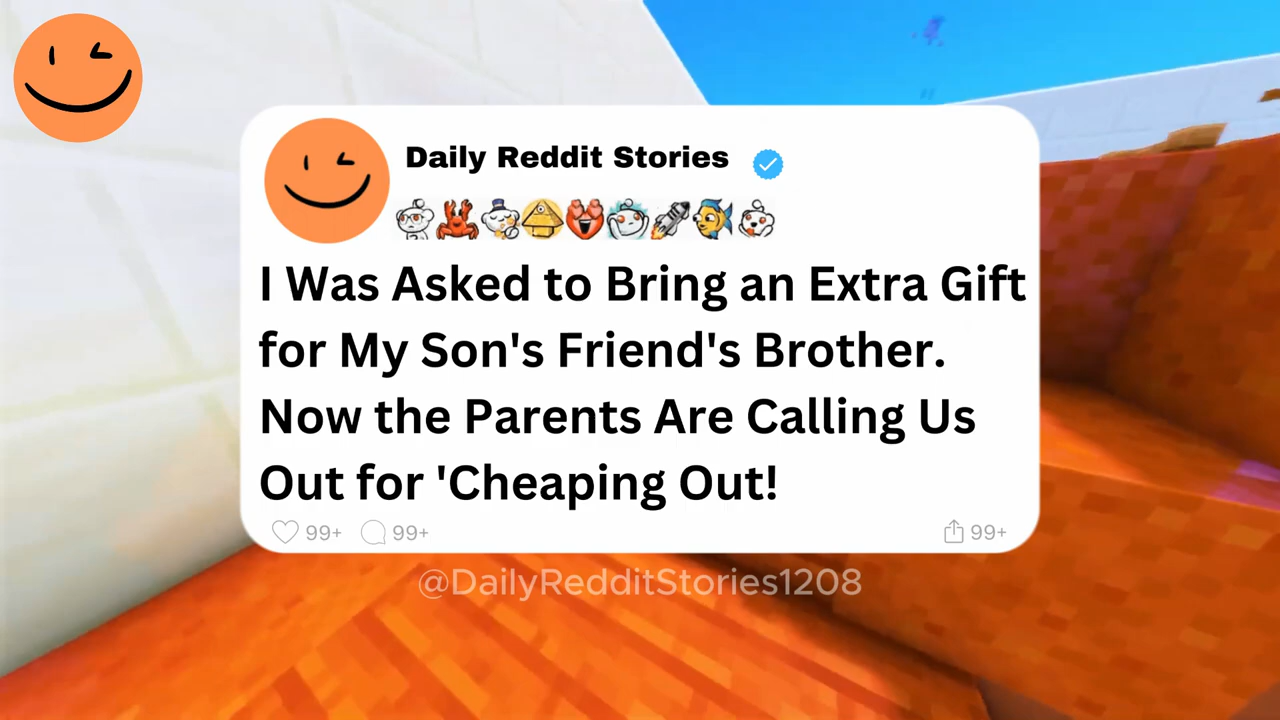 Daily Reddit Stories
I Was Asked to Bring an Extra Gift
for My Son's Friend's Brother.
Now the Parents Are Calling Us
Out for 'Cheaping Out!
99+ 99+ 99+
@DailyRedditStories1208